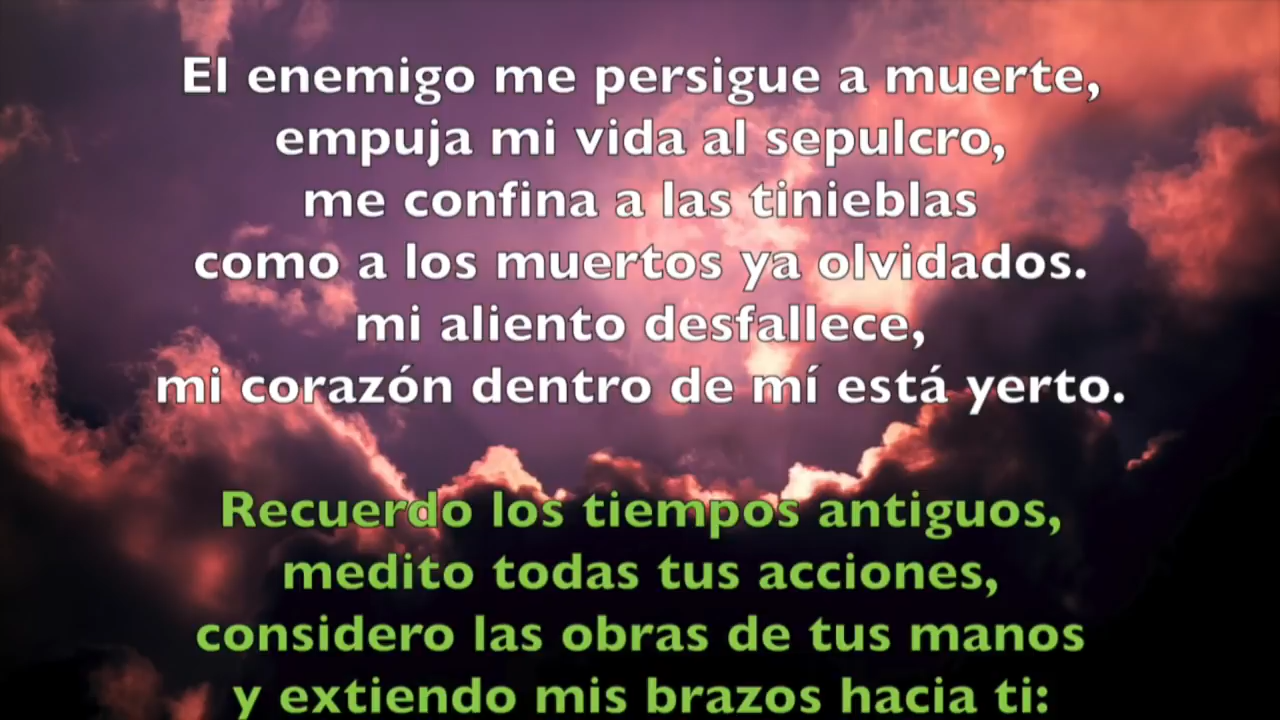 El enemigo me persigue a muerte,
empuja mi vida al sepulcro,
me confina a las tinieblas
como a los muertos ya olvidados.
mi aliento desfallece,
mi corazón dentro de mí está yerto.
Recuerdo los tiempos antiguos,
medito todas tus acciones,
considero las obras de tus manos
y extiendo mis brazos hacia ti: